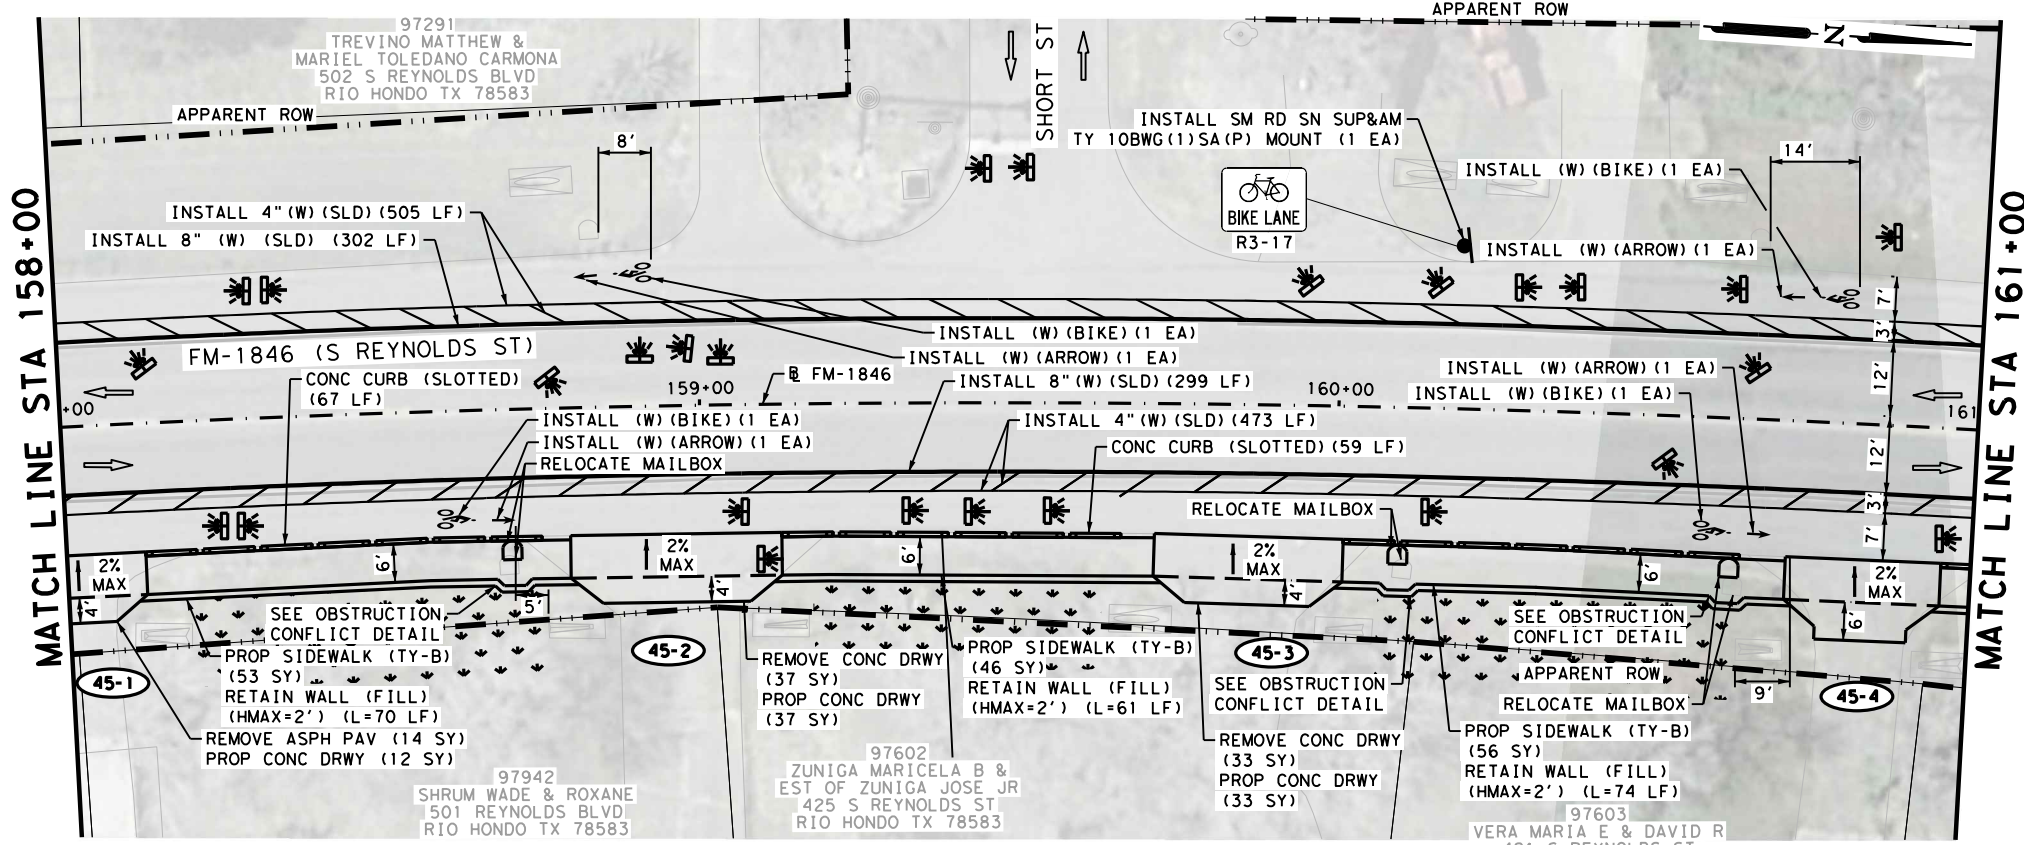 APPARENT ROW
97291
TREVINO MATTHEW &
MARIEL TOLEDANO CARMONA
502 S REYNOLDS BLVD
RIO HONDO TX 78583
SHORT ST
N
APPARENT ROW
8'
INSTALL SM RD SN SUP&AM
TY 10BWG(1)SA(P) MOUNT (1 EA)
14'
INSTALL (W)(BIKE)(1 EA)
BIKE LANE
R3-17
INSTALL 4"(W)(SLD)(505 LF)
INSTALL 8" (W) (SLD) (302 LF)
INSTALL (W)(ARROW)(1 EA)
MATCH LINE STA 158+00
MATCH LINE STA 161+00
7'
3'
12'
12'
3'
7'
INSTALL (W)(BIKE)(1 EA)
INSTALL (W)(ARROW)(1 EA)
FM-1846 (S REYNOLDS ST)
CONC CURB (SLOTTED)
(67 LF)
159+00
℄ FM-1846
INSTALL 8"(W)(SLD)(299 LF)
160+00
INSTALL (W)(ARROW)(1 EA)
INSTALL (W)(BIKE)(1 EA)
+00
161
INSTALL (W)(BIKE)(1 EA)
INSTALL (W)(ARROW)(1 EA)
RELOCATE MAILBOX
INSTALL 4"(W)(SLD)(473 LF)
CONC CURB (SLOTTED)(59 LF)
RELOCATE MAILBOX
2%
MAX
4'
6'
2%
MAX
4'
6'
2%
MAX
4'
6'
2%
MAX
6'
5'
SEE OBSTRUCTION
CONFLICT DETAIL
SEE OBSTRUCTION
CONFLICT DETAIL
45-1
45-2
45-3
45-4
PROP SIDEWALK (TY-B)
(53 SY)
RETAIN WALL (FILL)
(HMAX=2') (L=70 LF)
REMOVE ASPH PAV (14 SY)
PROP CONC DRWY (12 SY)
REMOVE CONC DRWY
(37 SY)
PROP CONC DRWY
(37 SY)
PROP SIDEWALK (TY-B)
(46 SY)
RETAIN WALL (FILL)
(HMAX=2') (L=61 LF)
SEE OBSTRUCTION
CONFLICT DETAIL
APPARENT ROW
9'
RELOCATE MAILBOX
REMOVE CONC DRWY
(33 SY)
PROP CONC DRWY
(33 SY)
PROP SIDEWALK (TY-B)
(56 SY)
RETAIN WALL (FILL)
(HMAX=2') (L=74 LF)
97942
SHRUM WADE & ROXANE
501 REYNOLDS BLVD
RIO HONDO TX 78583
97602
ZUNIGA MARICELA B &
EST OF ZUNIGA JOSE JR
425 S REYNOLDS ST
RIO HONDO TX 78583
97603
VERA MARIA E & DAVID R